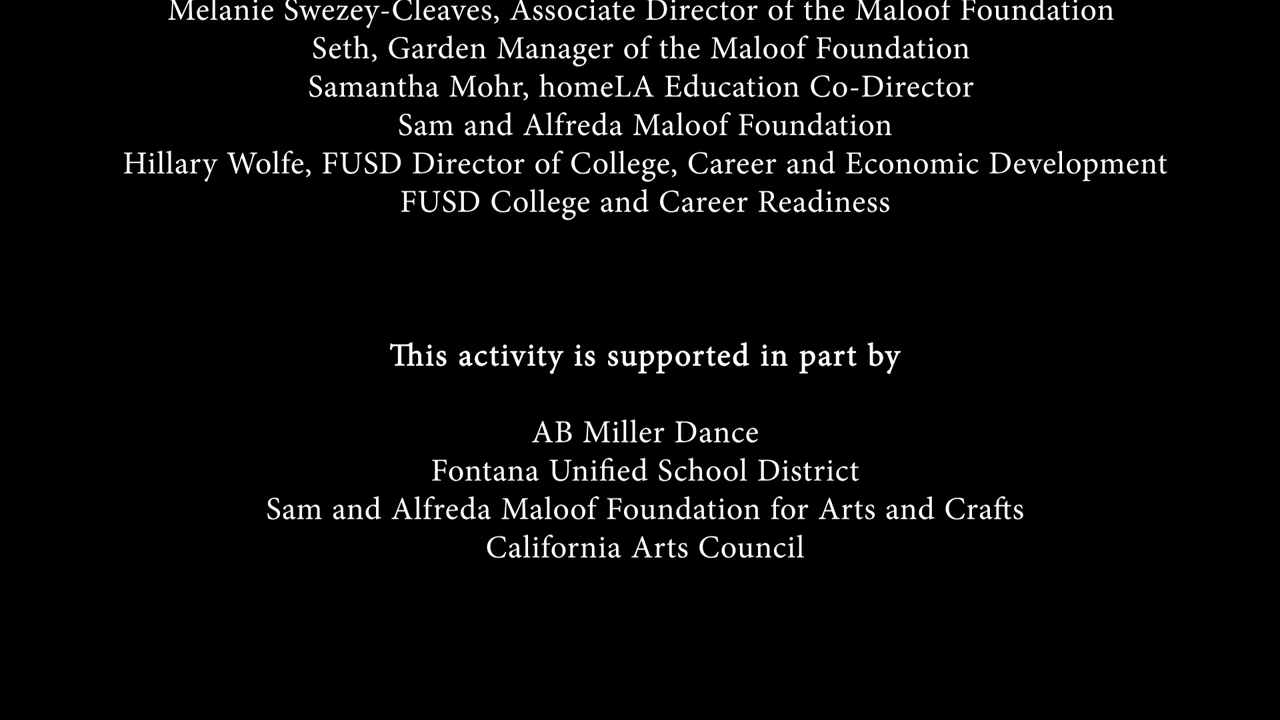 Melanie Swezey-Cleaves, Associate Director of the Maloof Foundation
Seth, Garden Manager of the Maloof Foundation
Samantha Mohr, homeLA Education Co-Director
Sam and Alfreda Maloof Foundation
Hillary Wolfe, FUSD Director of College, Career and Economic Development
FUSD College and Career Readiness
This activity is supported in part by
AB Miller Dance
Fontana Unified School District
Sam and Alfreda Maloof Foundation for Arts and Crafts
California Arts Council